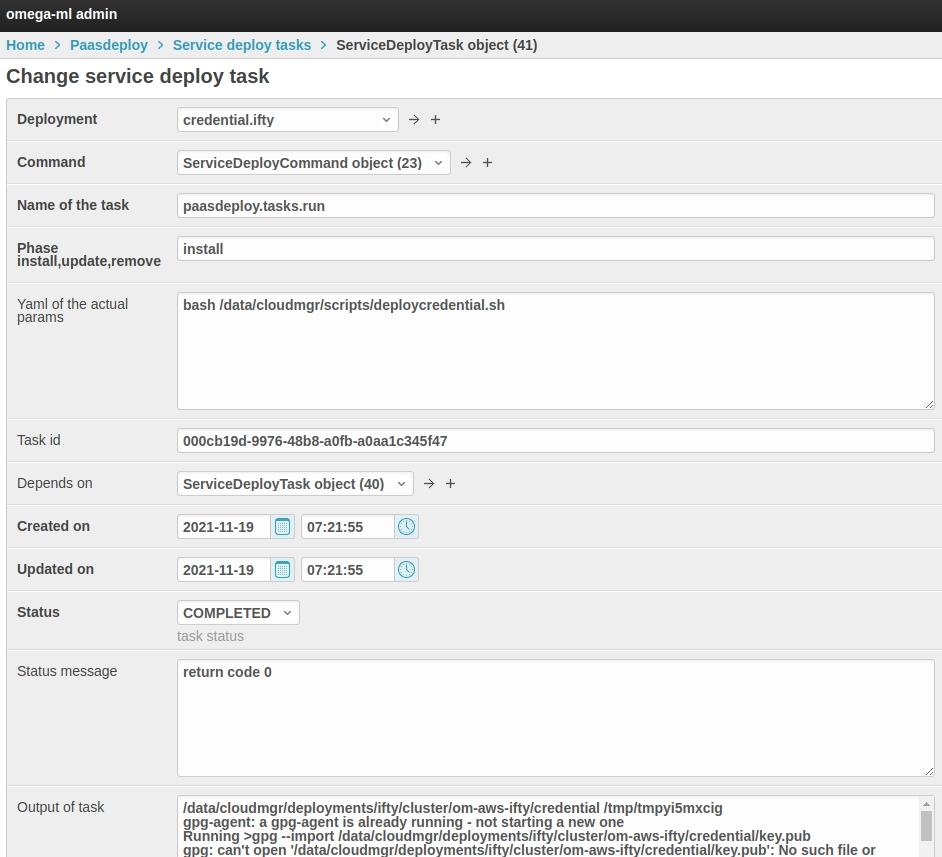 omega-ml admin
Home > Paasdeploy > Service deploy tasks > ServiceDeployTask object (41)
Change service deploy task
Deployment
credential.ifty
Command
ServiceDeployCommand object (23)
Name of the task
paasdeploy.tasks.run
Phase
install,update,remove
install
Yaml of the actual
params
bash /data/cloudmgr/scripts/deploycredential.sh
Task id
000cb19d-9976-48b8-a0fb-a0aa1c345f47
Depends on
ServiceDeployTask object (40)
Created on
2021-11-19
07:21:55
Updated on
2021-11-19
07:21:55
Status
COMPLETED
task status
Status message
return code 0
Output of task
/data/cloudmgr/deployments/ifty/cluster/om-aws-ifty/credential /tmp/tmpyi5mxcig
gpg-agent: a gpg-agent is already running - not starting a new one
Running >gpg --import /data/cloudmgr/deployments/ifty/cluster/om-aws-ifty/credential/key.pub
gpg: can't open '/data/cloudmgr/deployments/ifty/cluster/om-aws-ifty/credential/key.pub': No such file or